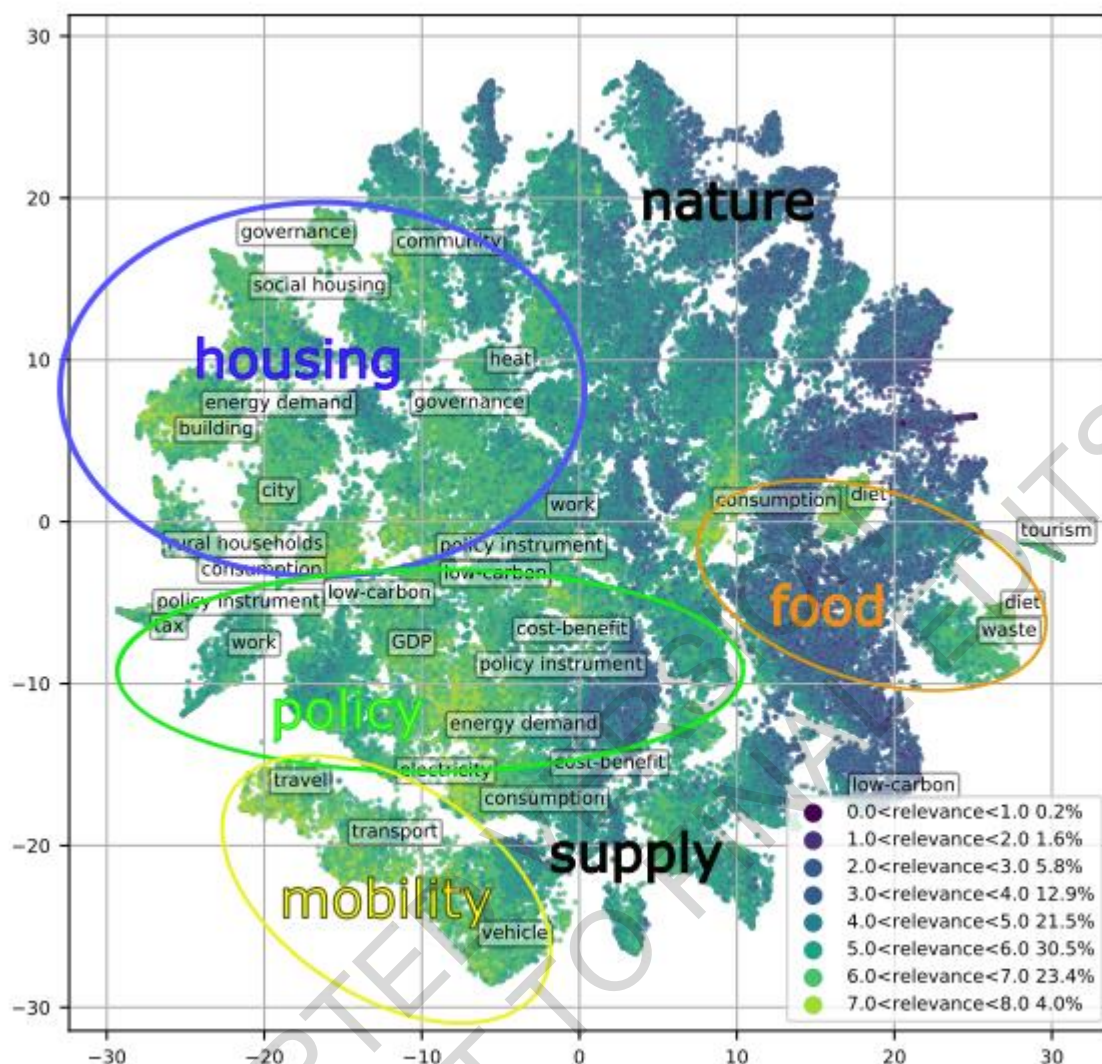 30
20
nature
governance
community
social housing
10
housing
heat
energy demand
governance
building
city
consumption
diet
work
0
tourism
rural households
policy instrument
consumption
low-carbon
low-carbon
policy instrument
food
diet
tax
work
GDP
cost-benefit
waste
policy instrument
−10
policy
energy demand
electricity
cost-benefit
travel
consumption
low-carbon
transport
supply
−20
mobility
vehicle
−30
0.0<relevance<1.0 0.2%
1.0<relevance<2.0 1.6%
2.0<relevance<3.0 5.8%
3.0<relevance<4.0 12.9%
4.0<relevance<5.0 21.5%
5.0<relevance<6.0 30.5%
6.0<relevance<7.0 23.4%
7.0<relevance<8.0 4.0%
−30 −20 −10 0 10 20 30